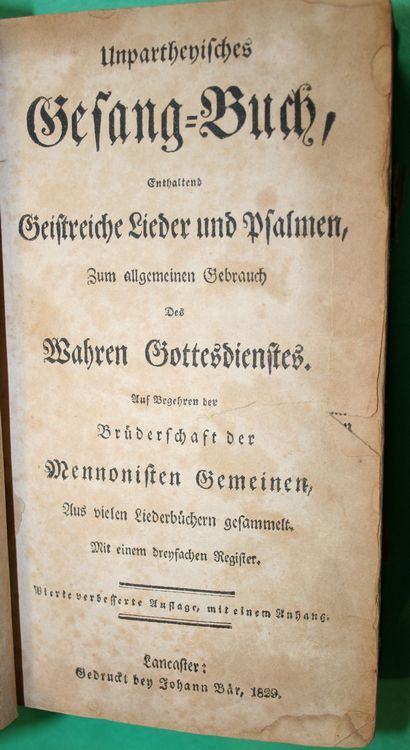 Unpartheyisches
Gesang=Buch,
Enthaltend
Geistreiche Lieder und Psalmen,
Zum allgemeinen Gebrauch
Des
Wahren Gottesdienstes.
Auf Begehren der
Brüderschaft der
Mennonisten Gemeinen,
Aus vielen Liederbüchern gesammelt.
Mit einem dreyfachen Register.
Vierte verbesserte Auflage, mit einem Anhang.
Lancaster:
Gedruckt bey Johann Bär, 1829.